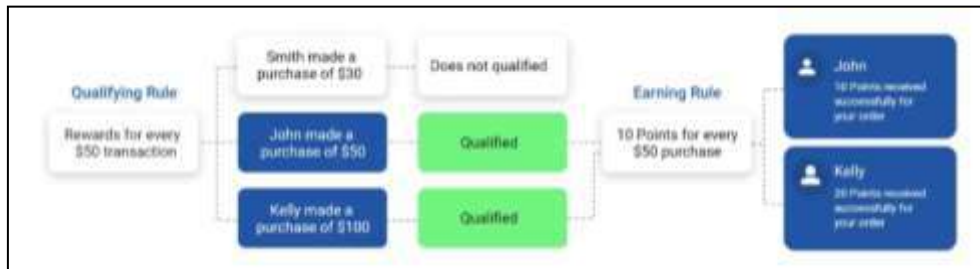 Qualifying Rule
Rewards for every
$50 transaction
Smith made a
purchase of $30
Does not qualified
John made a
purchase of $50
Qualified
Kelly made a
purchase of $100
Qualified
Earning Rule
10 Points for every
$50 purchase
John
10 Points received
successfully for
your order
Kelly
20 Points received
successfully for
your order